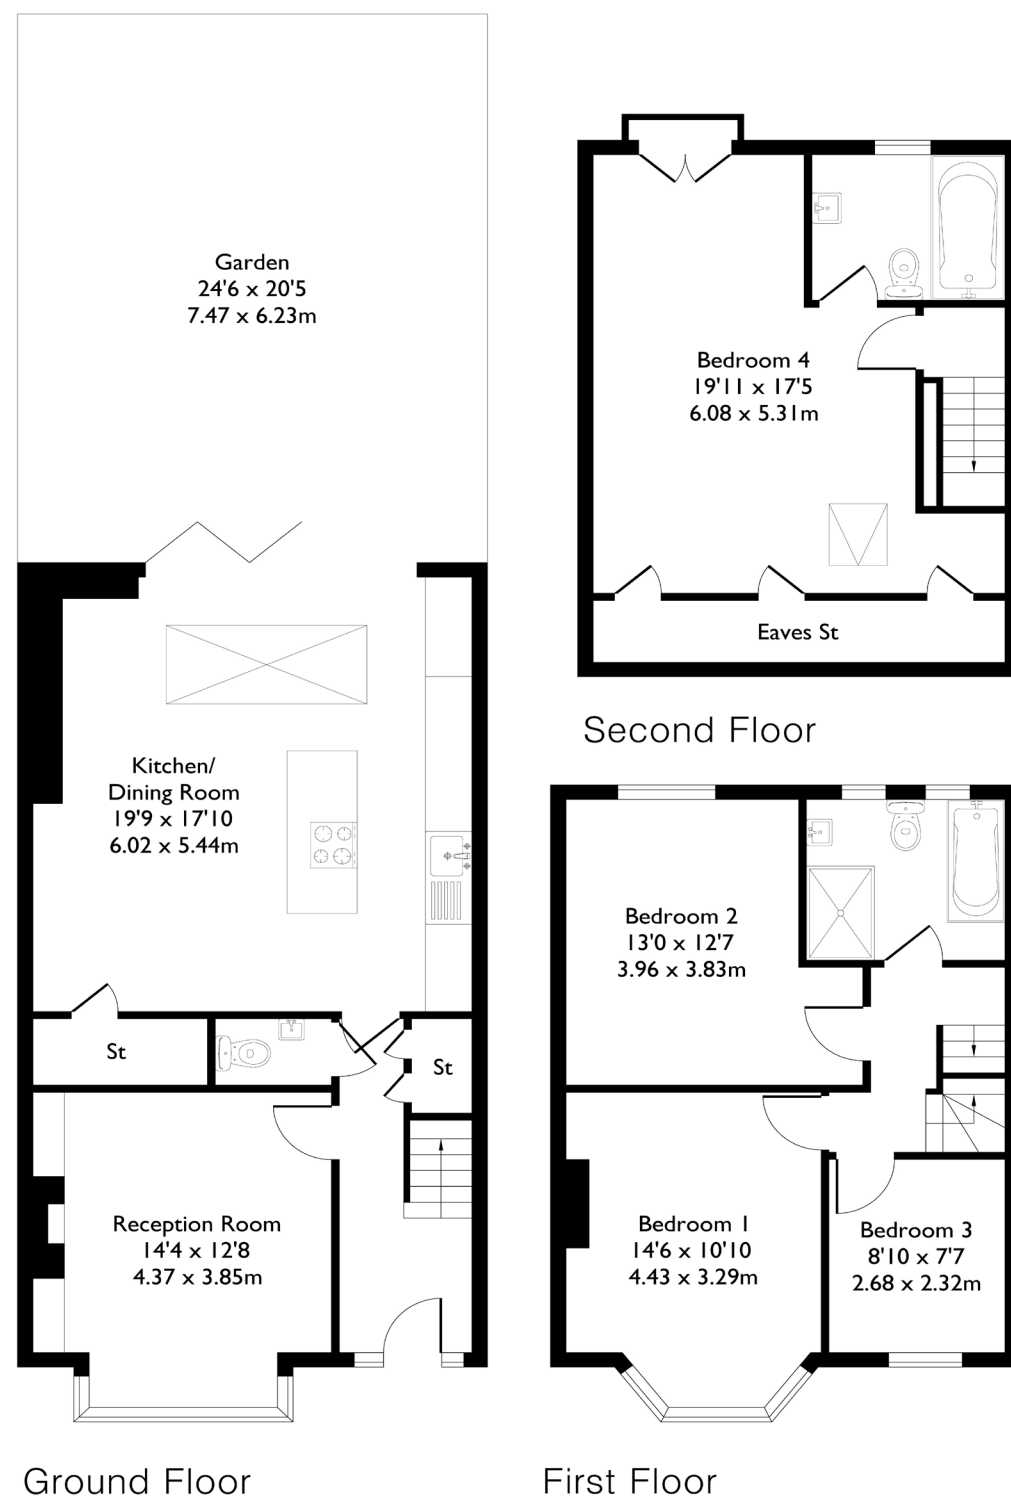 Garden
24'6 x 20'5
7.47 x 6.23m
Kitchen/
Dining Room
19'9 x 17'10
6.02 x 5.44m
St
St
Reception Room
14'4 x 12'8
4.37 x 3.85m
Ground Floor
Bedroom 4
19'11 x 17'5
6.08 x 5.31m
Eaves St
Second Floor
Bedroom 2
13'0 x 12'7
3.96 x 3.83m
Bedroom 1
14'6 x 10'10
4.43 x 3.29m
Bedroom 3
8'10 x 7'7
2.68 x 2.32m
First Floor